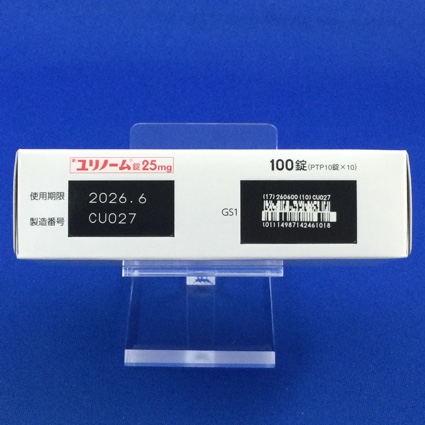 ユリノーム®錠25mg
100錠(PTP10錠×10)
使用期限 2026.6
製造番号 CU027
GS1
(17)260600(10)CU027
(01)14987142461018